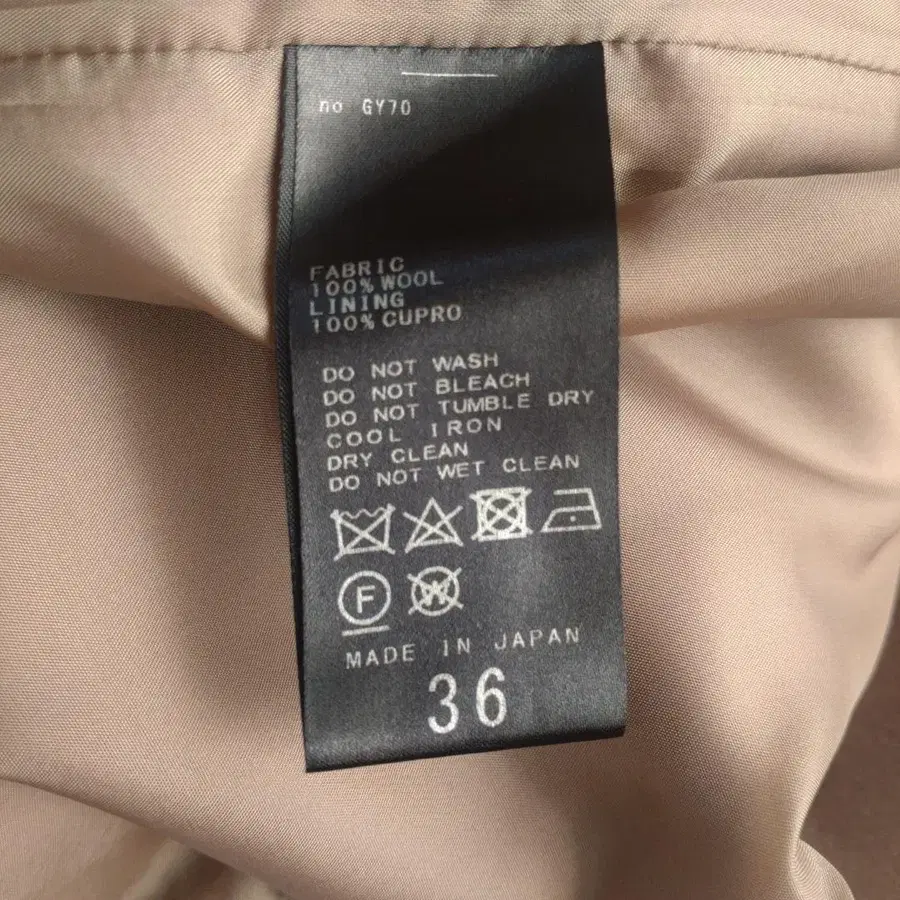 no GY70
FABRIC
100% WOOL
LINING
100% CUPRO
DO NOT WASH
DO NOT BLEACH
DO NOT TUMBLE DRY
COOL IRON
DRY CLEAN
DO NOT WET CLEAN
F W
MADE IN JAPAN
36